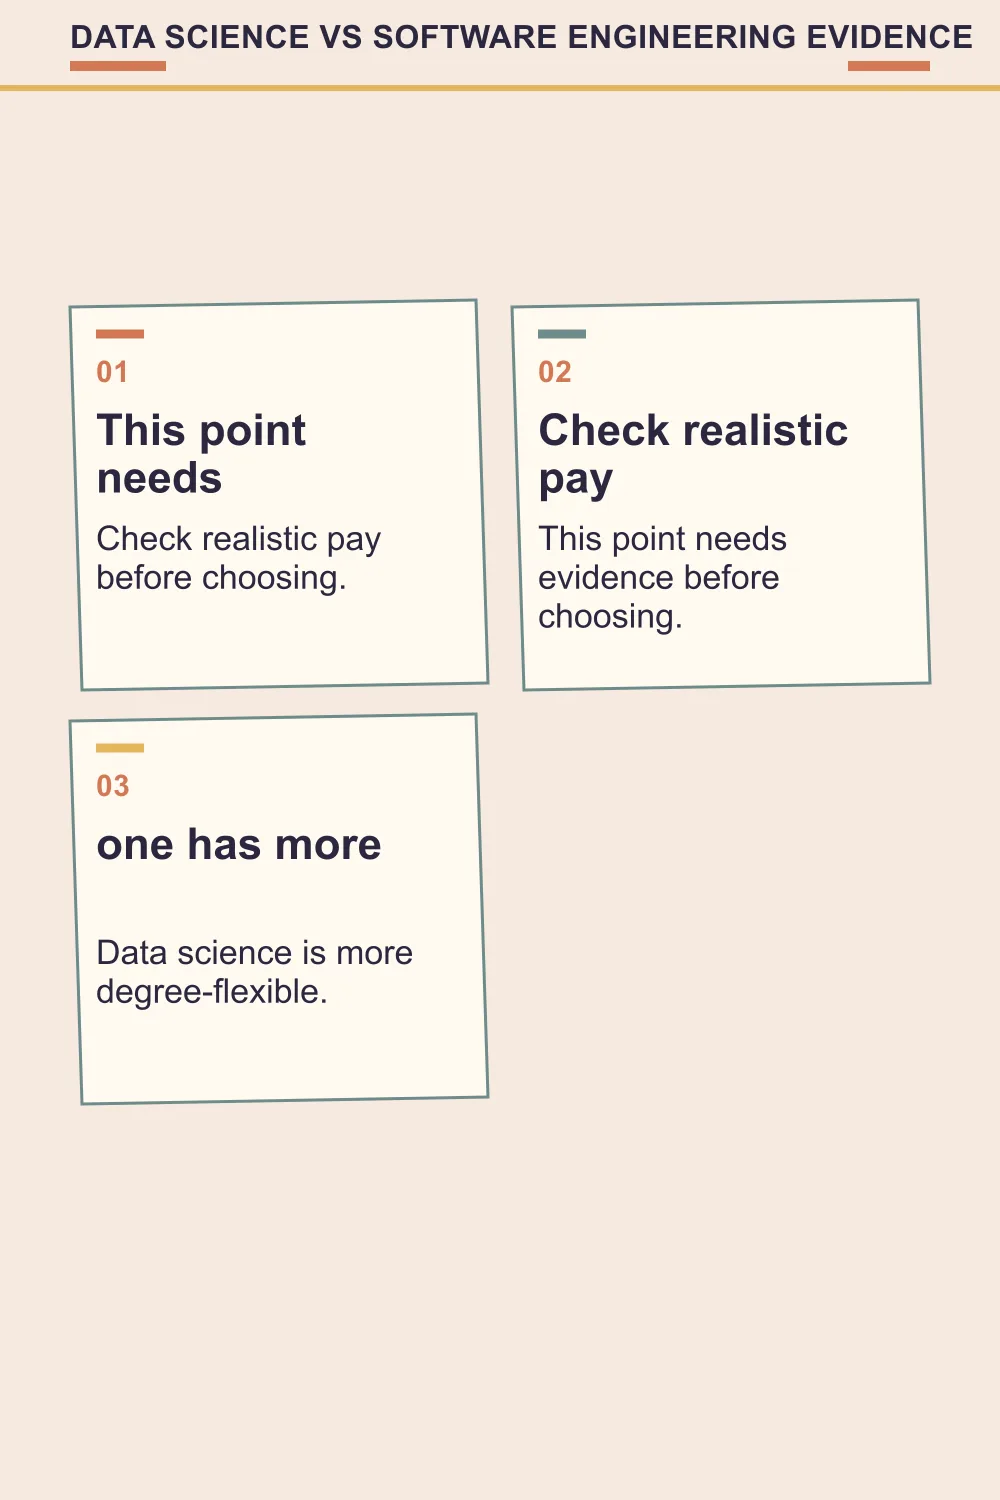 DATA SCIENCE VS SOFTWARE ENGINEERING EVIDENCE
01
This point
needs
Check realistic pay
before choosing.
02
Check realistic
pay
This point needs
evidence before
choosing.
03
one has more
Data science is more
degree-flexible.